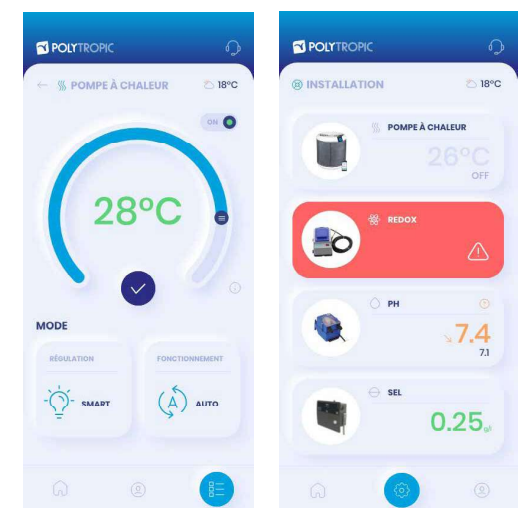 POLYTROPIC
POMPE À CHALEUR 18°C
ON
28°C
MODE
RÉGULATION
SMART
FONCTIONNEMENT
A
AUTO
POLYTROPIC
INSTALLATION 18°C
POMPE À CHALEUR
26°C
OFF
REDOX
PH
7.4
7.1
SEL
0.25